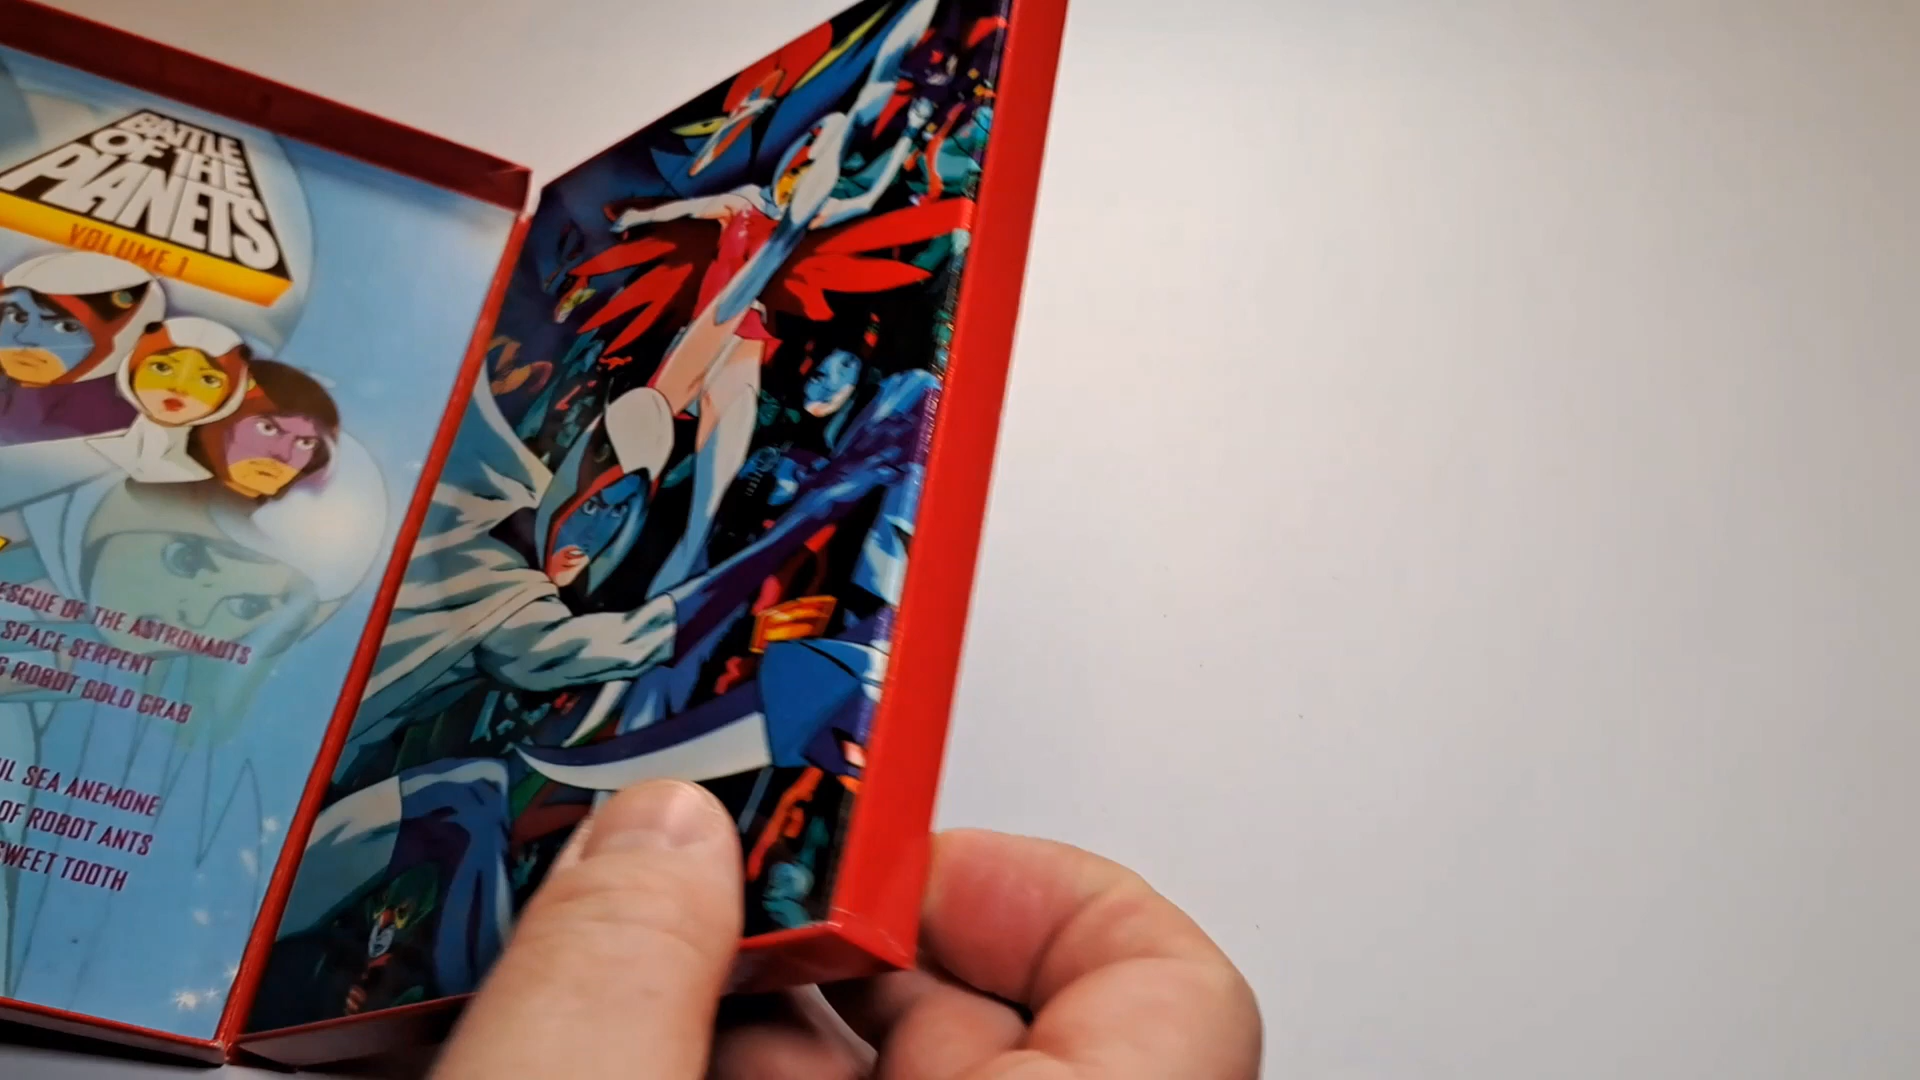 BATTLE
OF THE
PLANETS
VOLUME 1
ESCUE OF THE ASTRONAUTS
SPACE SERPENT
ROBOT GOLD GRAB
SEA ANEMONE
OF ROBOT ANTS
SWEET TOOTH